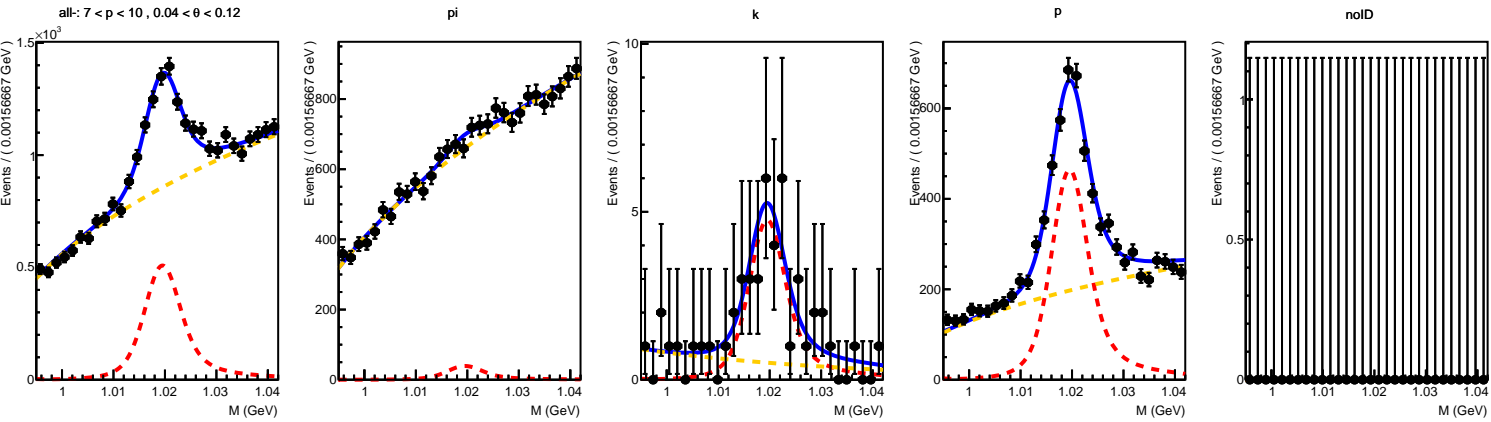 all-: 7 < p < 10 , 0.04 < θ < 0.12
×10³
Events / ( 0.00156667 GeV )
1.5
1
0.5
0
1 1.01 1.02 1.03 1.04
M (GeV)
pi
Events / ( 0.00156667 GeV )
800
600
400
200
0
1 1.01 1.02 1.03 1.04
M (GeV)
k
Events / ( 0.00156667 GeV )
10
5
0
1 1.01 1.02 1.03 1.04
M (GeV)
p
Events / ( 0.00156667 GeV )
600
400
200
0
1 1.01 1.02 1.03 1.04
M (GeV)
noID
Events / ( 0.00156667 GeV )
1
0.5
0
1 1.01 1.02 1.03 1.04
M (GeV)